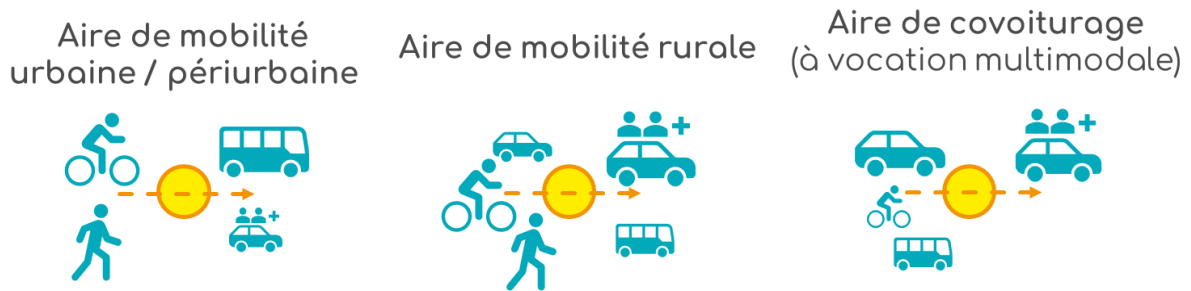 Aire de mobilité
urbaine / périurbaine
Aire de mobilité rurale
Aire de covoiturage
(à vocation multimodale)